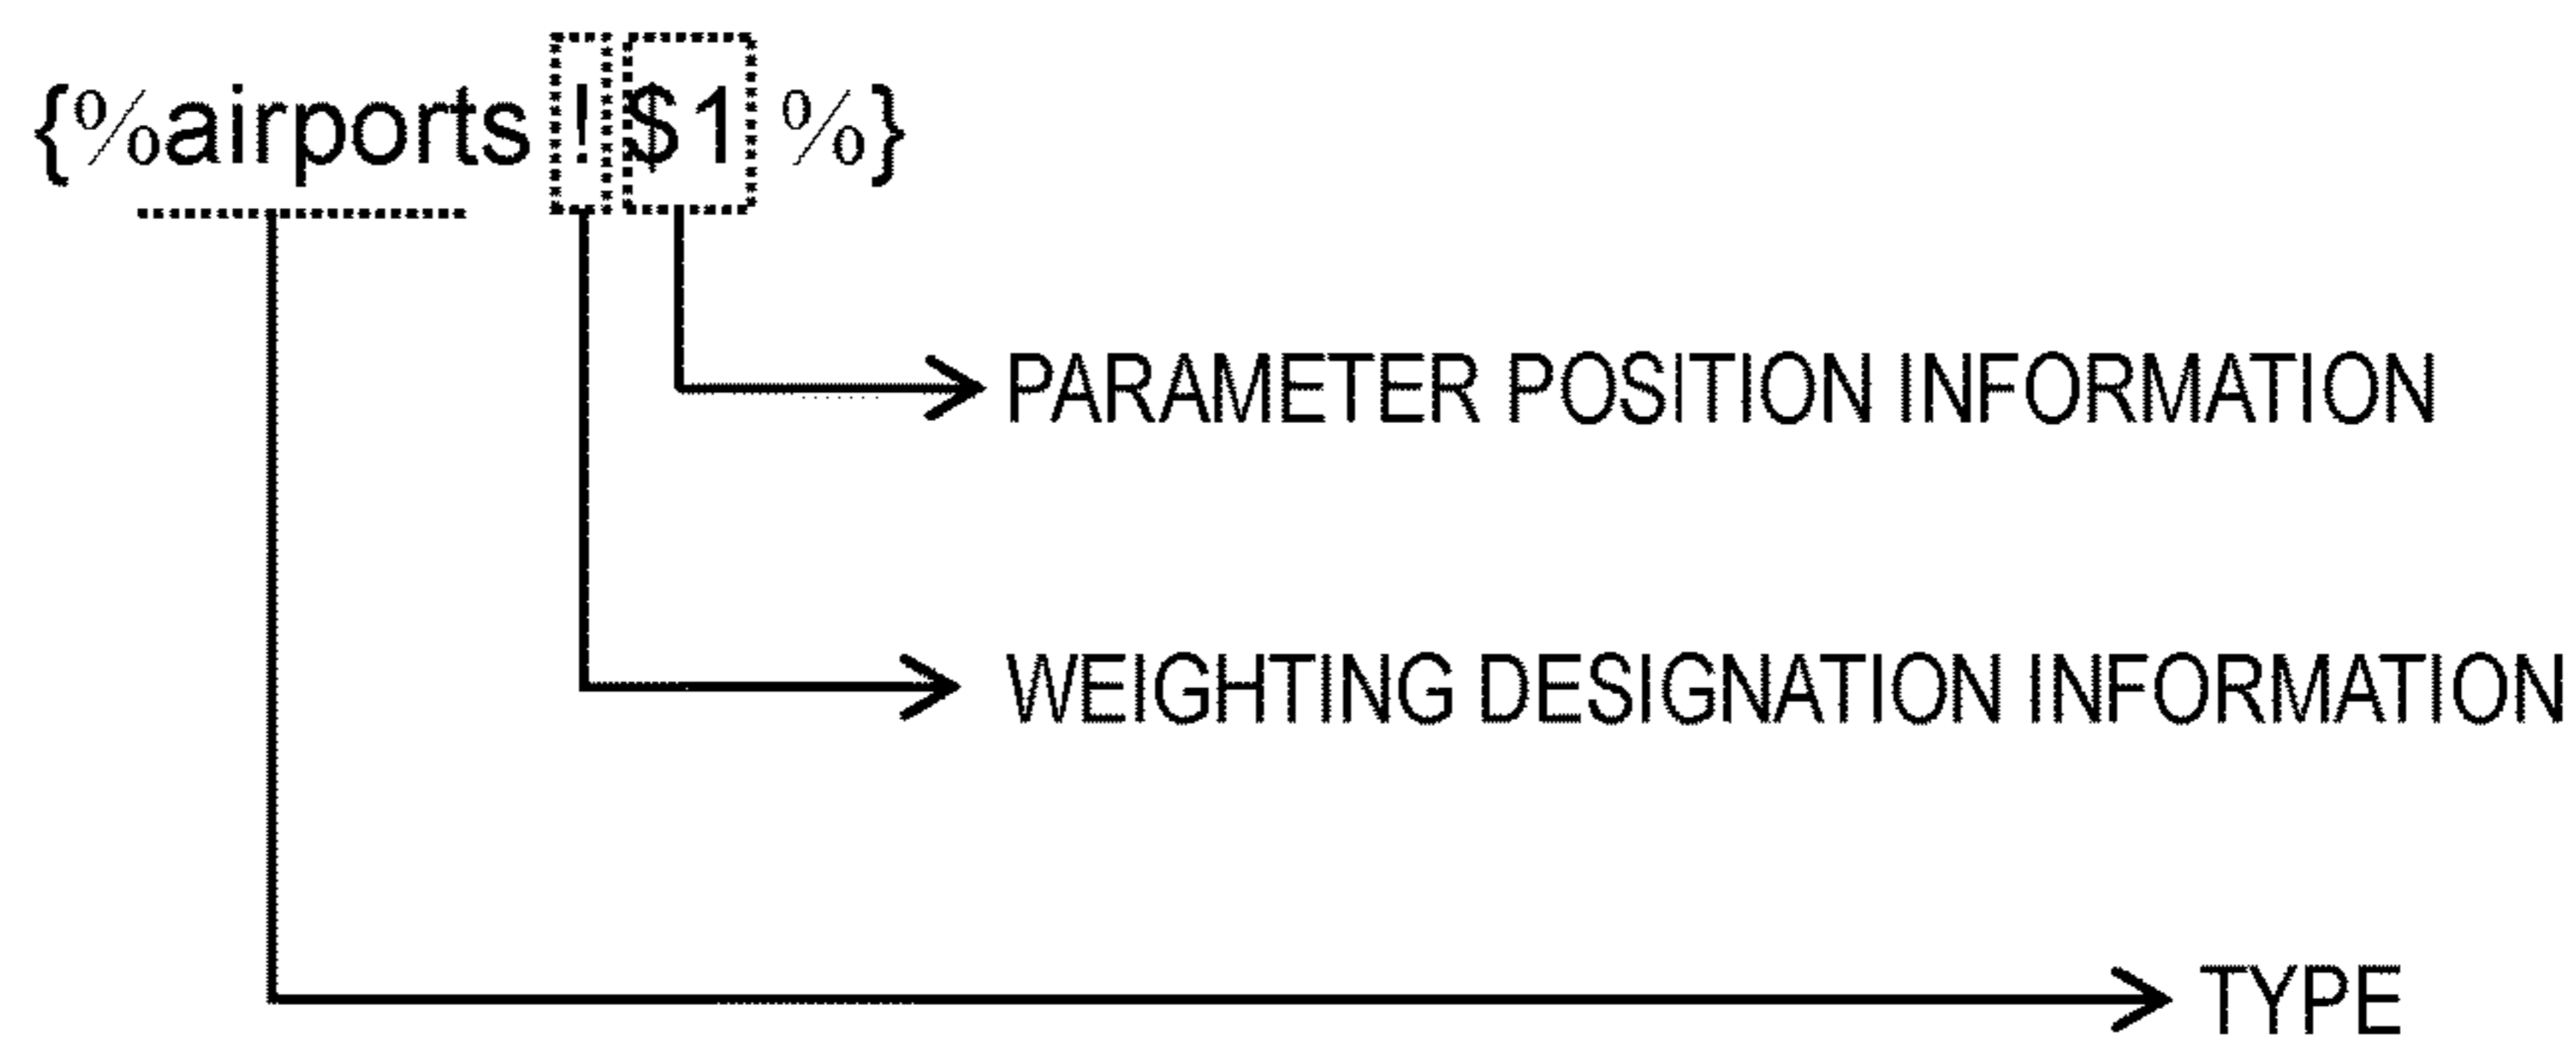 {%airports ! $1 %}
PARAMETER POSITION INFORMATION
WEIGHTING DESIGNATION INFORMATION
TYPE